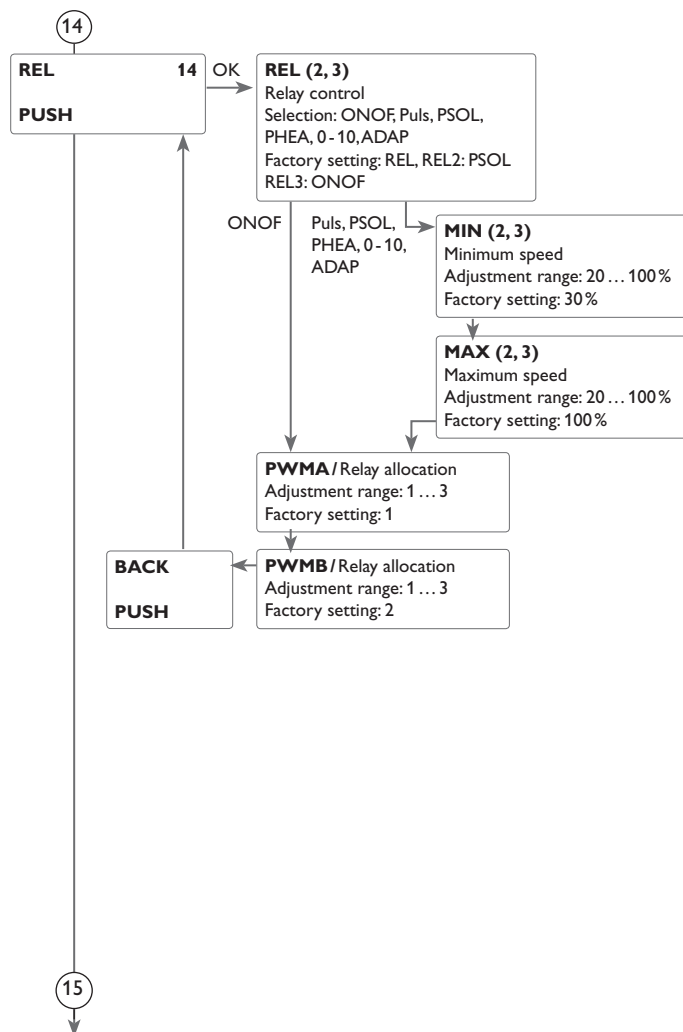 14
REL 14
PUSH
OK
REL (2, 3)
Relay control
Selection: ONOF, Puls, PSOL,
PHEA, 0 - 10, ADAP
Factory setting: REL, REL2: PSOL
REL3: ONOF
ONOF
Puls, PSOL,
PHEA, 0 - 10,
ADAP
MIN (2, 3)
Minimum speed
Adjustment range: 20 ... 100 %
Factory setting: 30 %
MAX (2, 3)
Maximum speed
Adjustment range: 20 ... 100 %
Factory setting: 100 %
PWMA / Relay allocation
Adjustment range: 1 ... 3
Factory setting: 1
BACK
PUSH
PWMB / Relay allocation
Adjustment range: 1 ... 3
Factory setting: 2
15